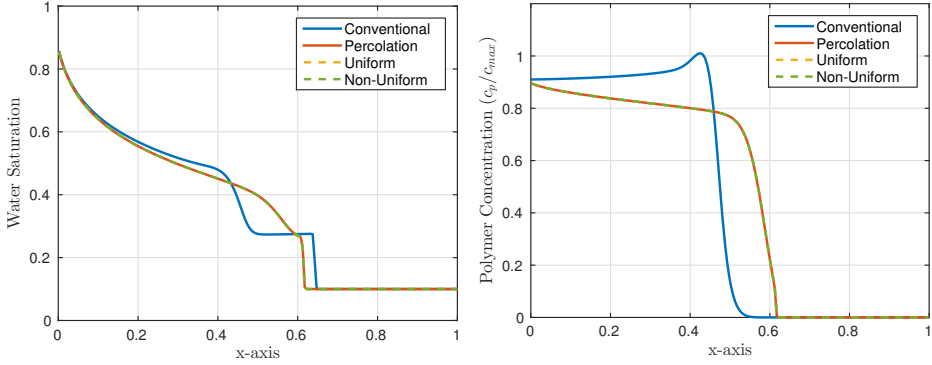 Conventional
Percolation
Uniform
Non-Uniform
Water Saturation
1
0.8
0.6
0.4
0.2
0
0 0.2 0.4 0.6 0.8 1
x-axis
Conventional
Percolation
Uniform
Non-Uniform
Polymer Concentration (c_p/c_max)
1
0.8
0.6
0.4
0.2
0
0 0.2 0.4 0.6 0.8 1
x-axis